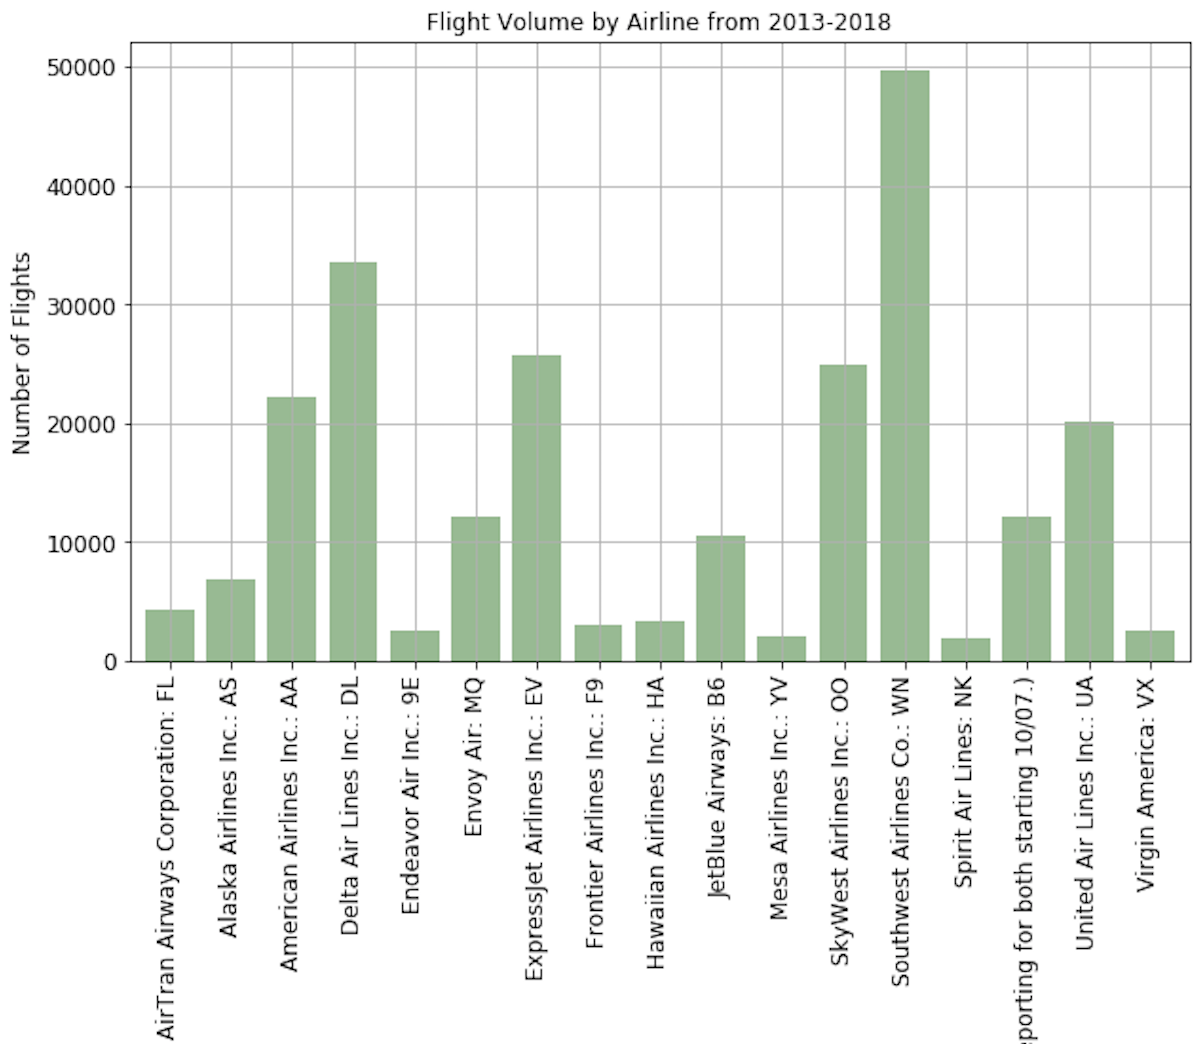 Flight Volume by Airline from 2013-2018
50000
40000
30000
20000
10000
0
Number of Flights
AirTran Airways Corporation: FL
Alaska Airlines Inc.: AS
American Airlines Inc.: AA
Delta Air Lines Inc.: DL
Endeavor Air Inc.: 9E
Envoy Air: MQ
ExpressJet Airlines Inc.: EV
Frontier Airlines Inc.: F9
Hawaiian Airlines Inc.: HA
JetBlue Airways: B6
Mesa Airlines Inc.: YV
SkyWest Airlines Inc.: OO
Southwest Airlines Co.: WN
Spirit Air Lines: NK
eporting for both starting 10/07.)
United Air Lines Inc.: UA
Virgin America: VX